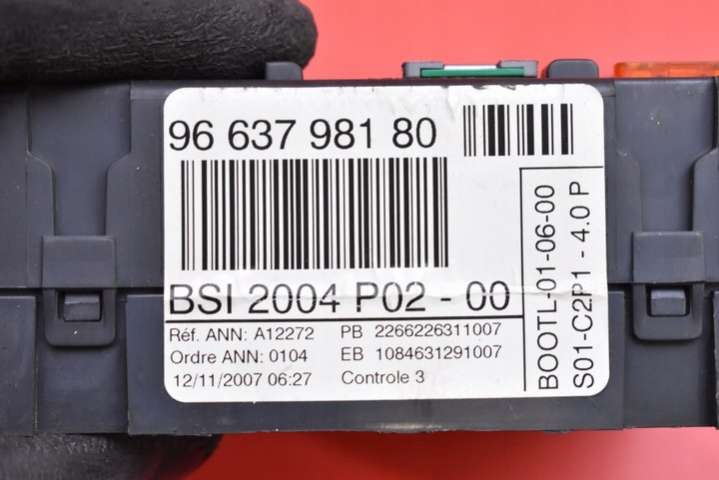 96 637 981 80
BSI 2004 P02 - 00
Réf. ANN: A12272 PB 2266226311007
Ordre ANN: 0104 EB 1084631291007
12/11/2007 06:27 Controle 3
BOOTL-01-06-00
S01-C2P1 - 4.0 P